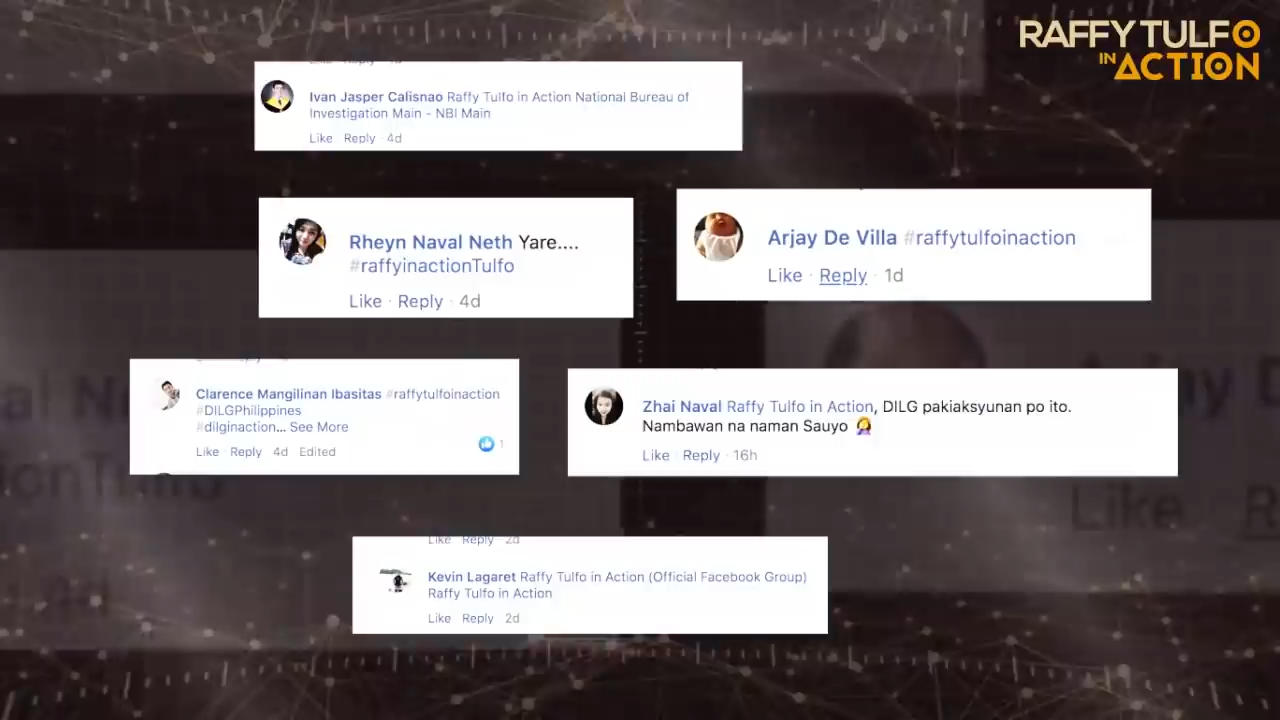 RAFFY TULFO
IN ACTION
Ivan Jasper Calisnao Raffy Tulfo in Action National Bureau of
Investigation Main - NBI Main
Like Reply · 4d
Rheyn Naval Neth Yare....
#raffyinactionTulfo
Like · Reply · 4d
Arjay De Villa #raffytulfoinaction
Like · Reply · 1d
Clarence Mangilinan Ibasitas #raffytulfoinaction
#DILGPhilippines
#dilginaction... See More
Like · Reply · 4d · Edited
1
Zhai Naval Raffy Tulfo in Action, DILG pakiaksyunan po ito.
Nambawan na naman Sauyo 🤦‍♀️
Like · Reply · 16h
Like Reply 2d
Kevin Lagaret Raffy Tulfo in Action (Official Facebook Group)
Raffy Tulfo in Action
Like · Reply · 2d
Like